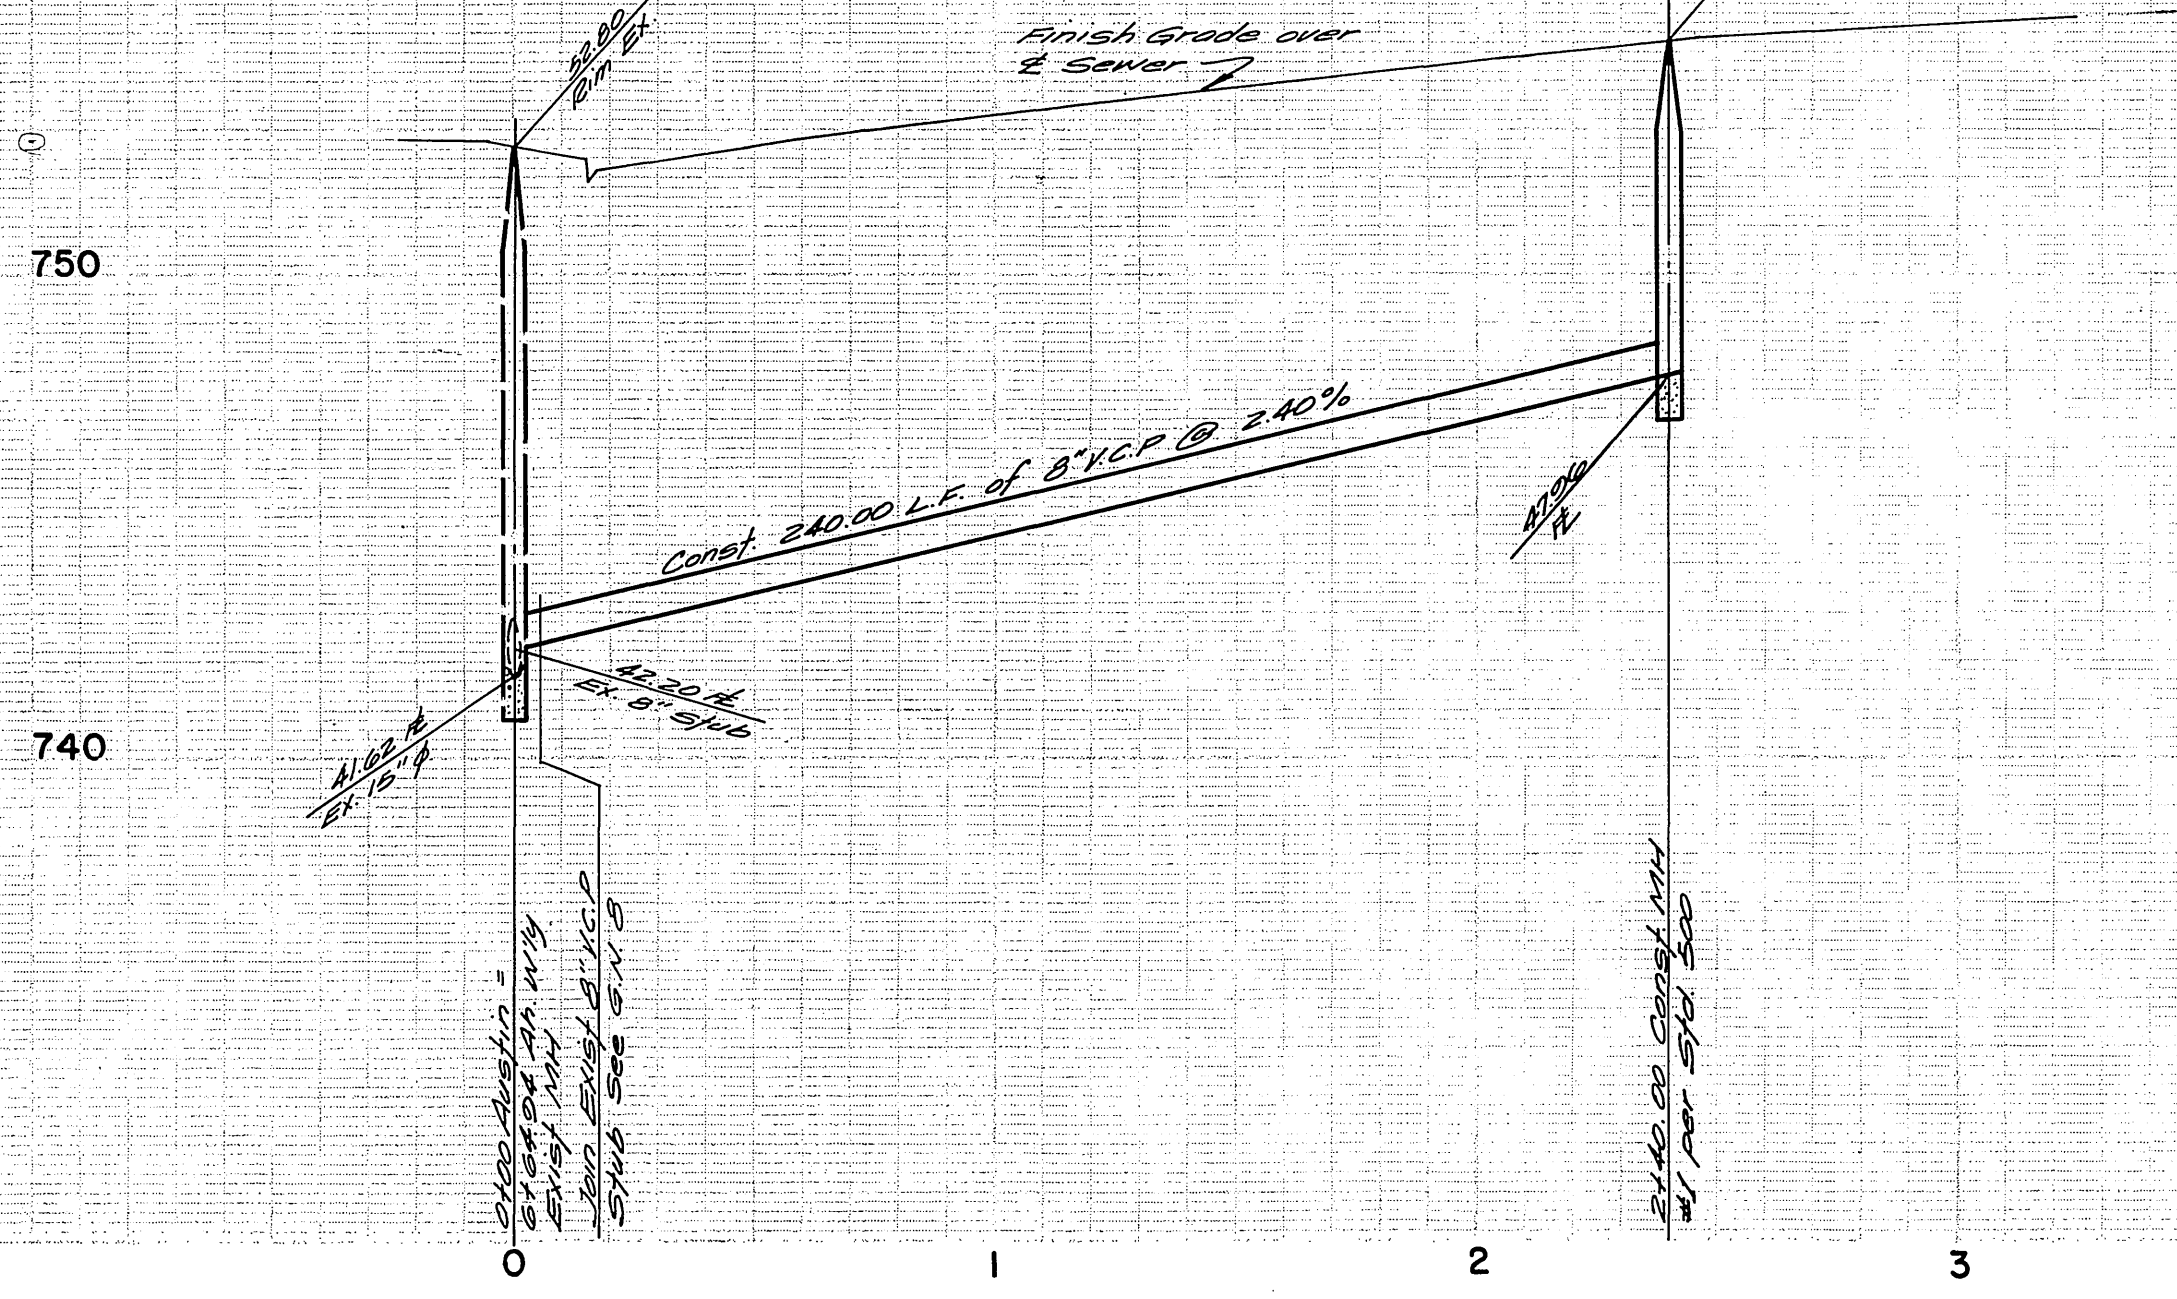 52.80
Rim Ex.
Finish Grade over
℄ Sewer
750
Const. 240.00 L.F. of 8" V.C.P @ 2.40%
47.96
℄
42.20 ℄
Ex. 8" Stub
740
41.62 ℄
Ex. 15" ϕ
0+00 Austin =
6+64.94 Ah. W'ly
Exist MH
Join Exist 8" V.C.P
Stub See G.N. 8
2+40.00 Const. MH
#1 per Std. 500
0
1
2
3